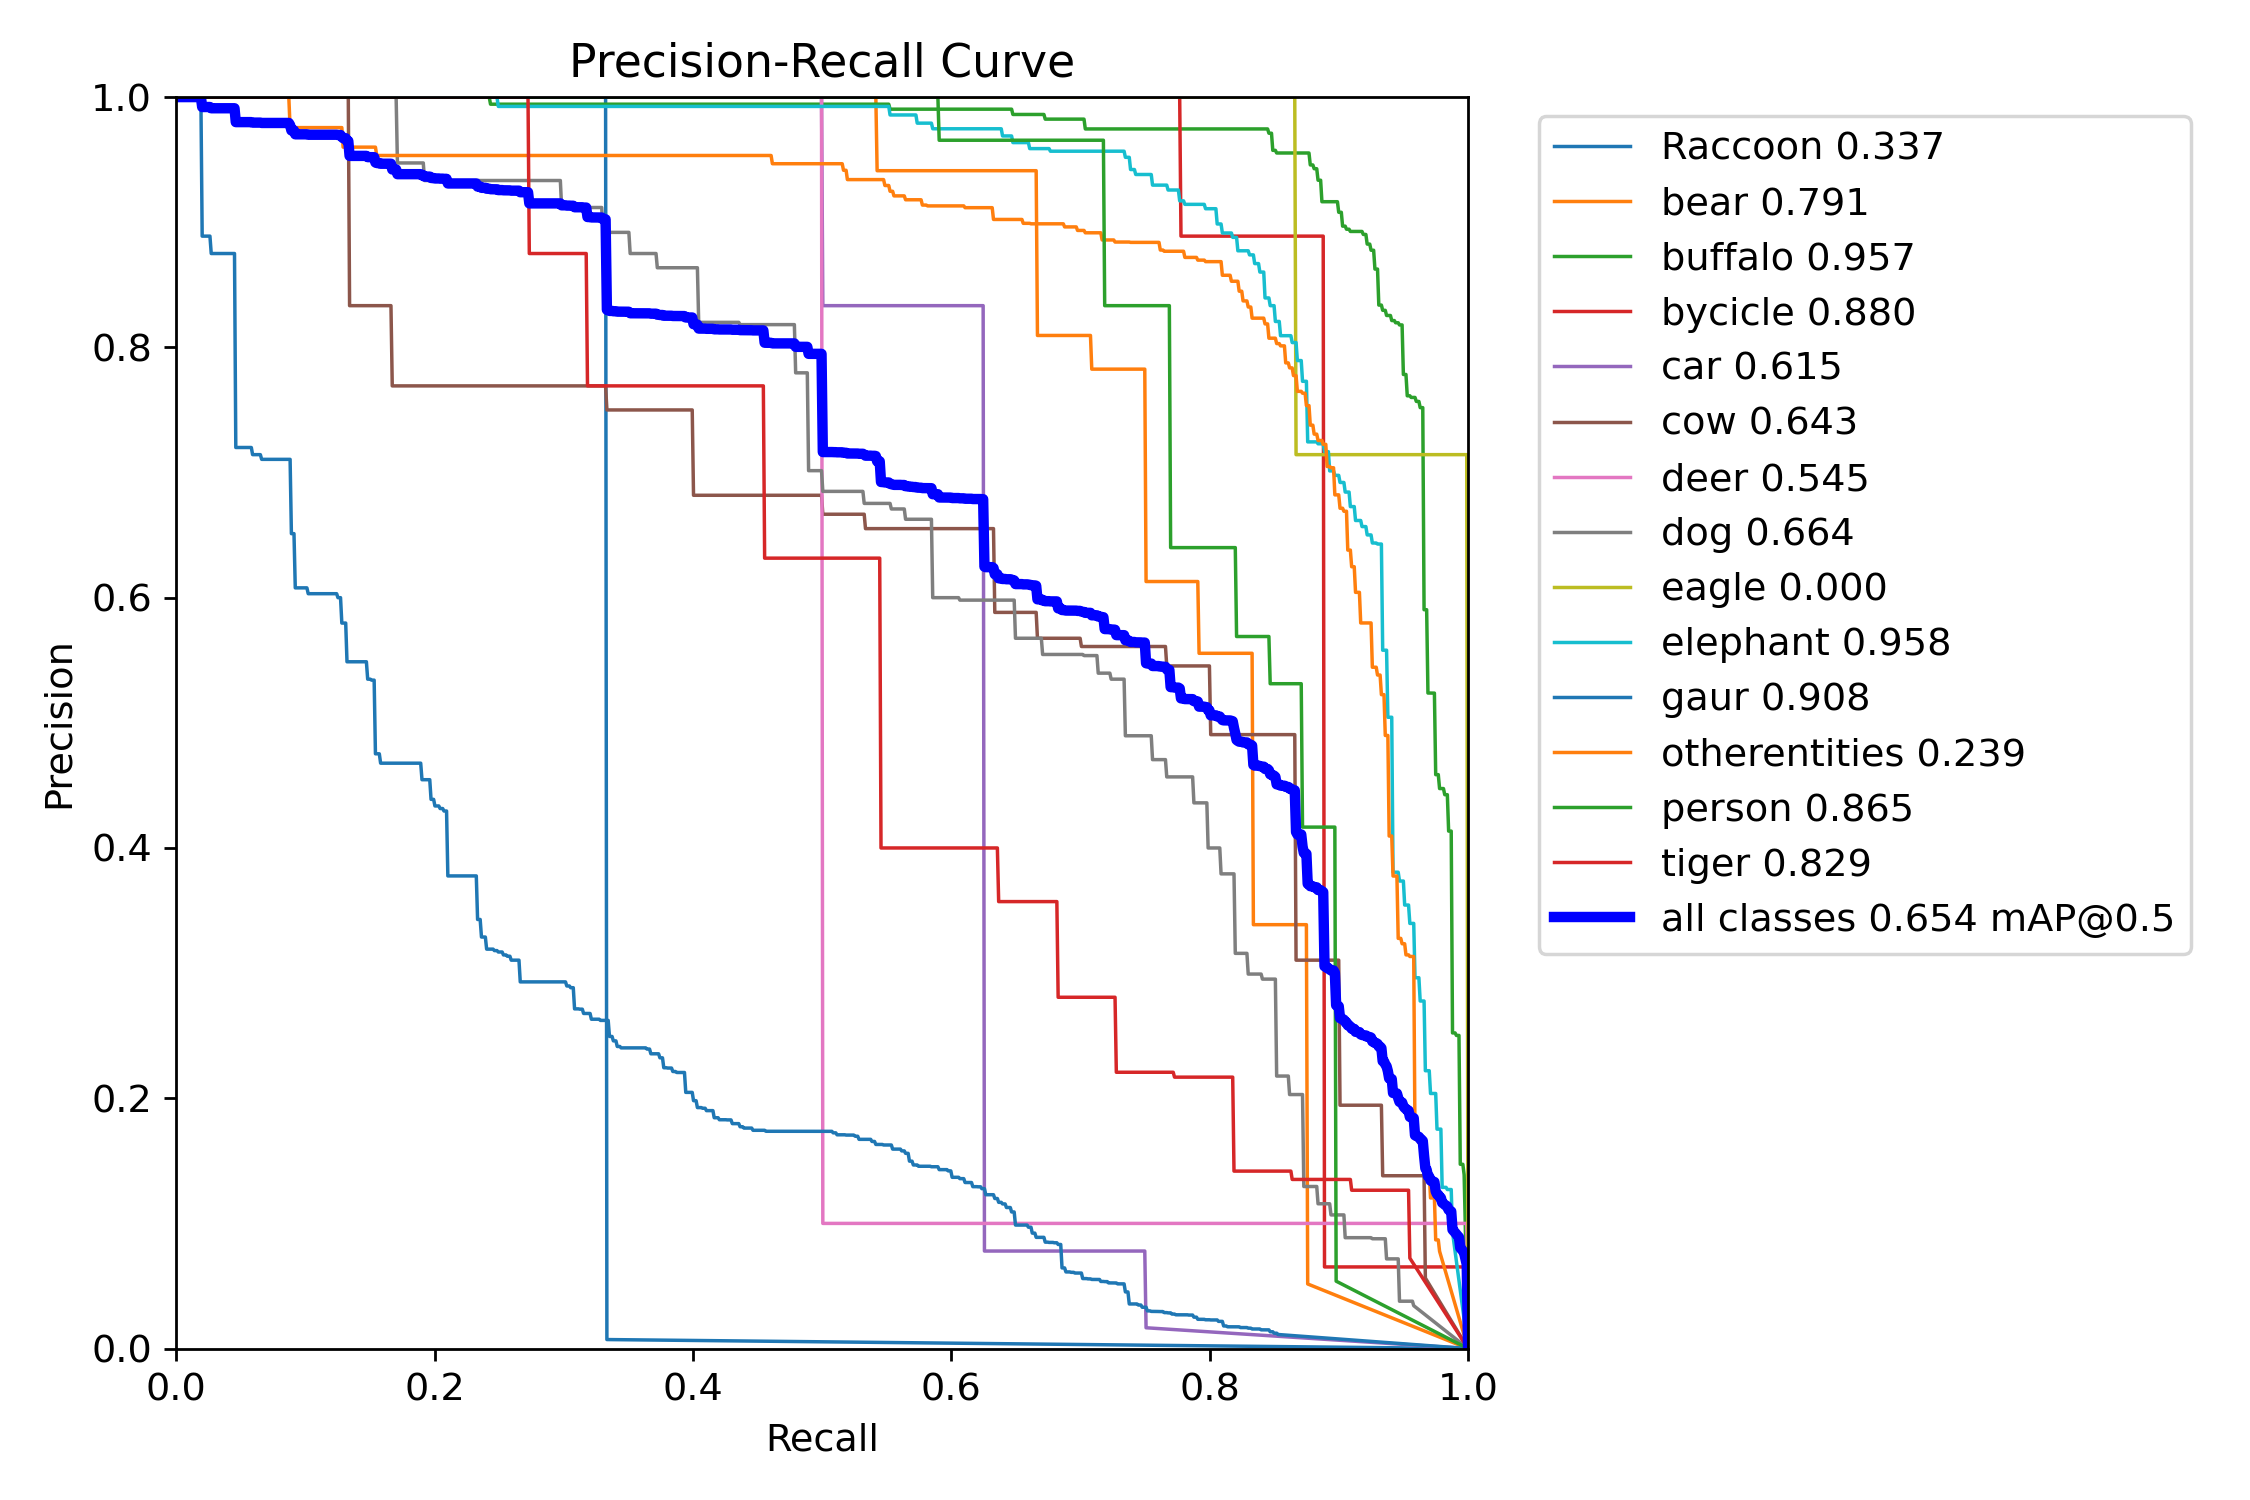 Precision-Recall Curve
1.0
0.8
0.6
0.4
0.2
0.0
Precision
0.0 0.2 0.4 0.6 0.8 1.0
Recall
Raccoon 0.337
bear 0.791
buffalo 0.957
bycicle 0.880
car 0.615
cow 0.643
deer 0.545
dog 0.664
eagle 0.000
elephant 0.958
gaur 0.908
otherentities 0.239
person 0.865
tiger 0.829
all classes 0.654 mAP@0.5